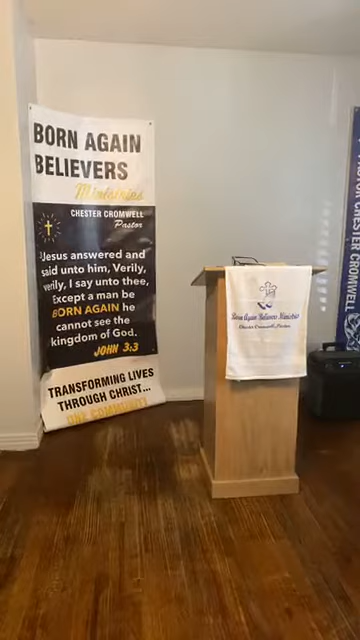 BORN AGAIN
BELIEVERS
Ministries
CHESTER CROMWELL
Pastor
Jesus answered and
said unto him, Verily,
verily, I say unto thee,
Except a man be
BORN AGAIN he
cannot see the
kingdom of God.
JOHN 3:3
TRANSFORMING LIVES
THROUGH CHRIST...
ONE COMMUNITY
Born Again Believers Ministries
Chester Cromwell, Pastor
PASTOR CHESTER CROMWELL